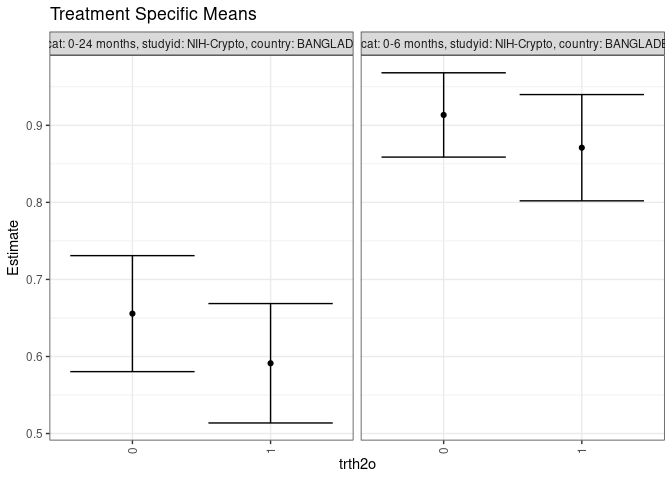 Treatment Specific Means
cat: 0-24 months, studyid: NIH-Crypto, country: BANGLAD
cat: 0-6 months, studyid: NIH-Crypto, country: BANGLADE
0.9
0.8
0.7
0.6
0.5
Estimate
0
1
0
1
trth2o